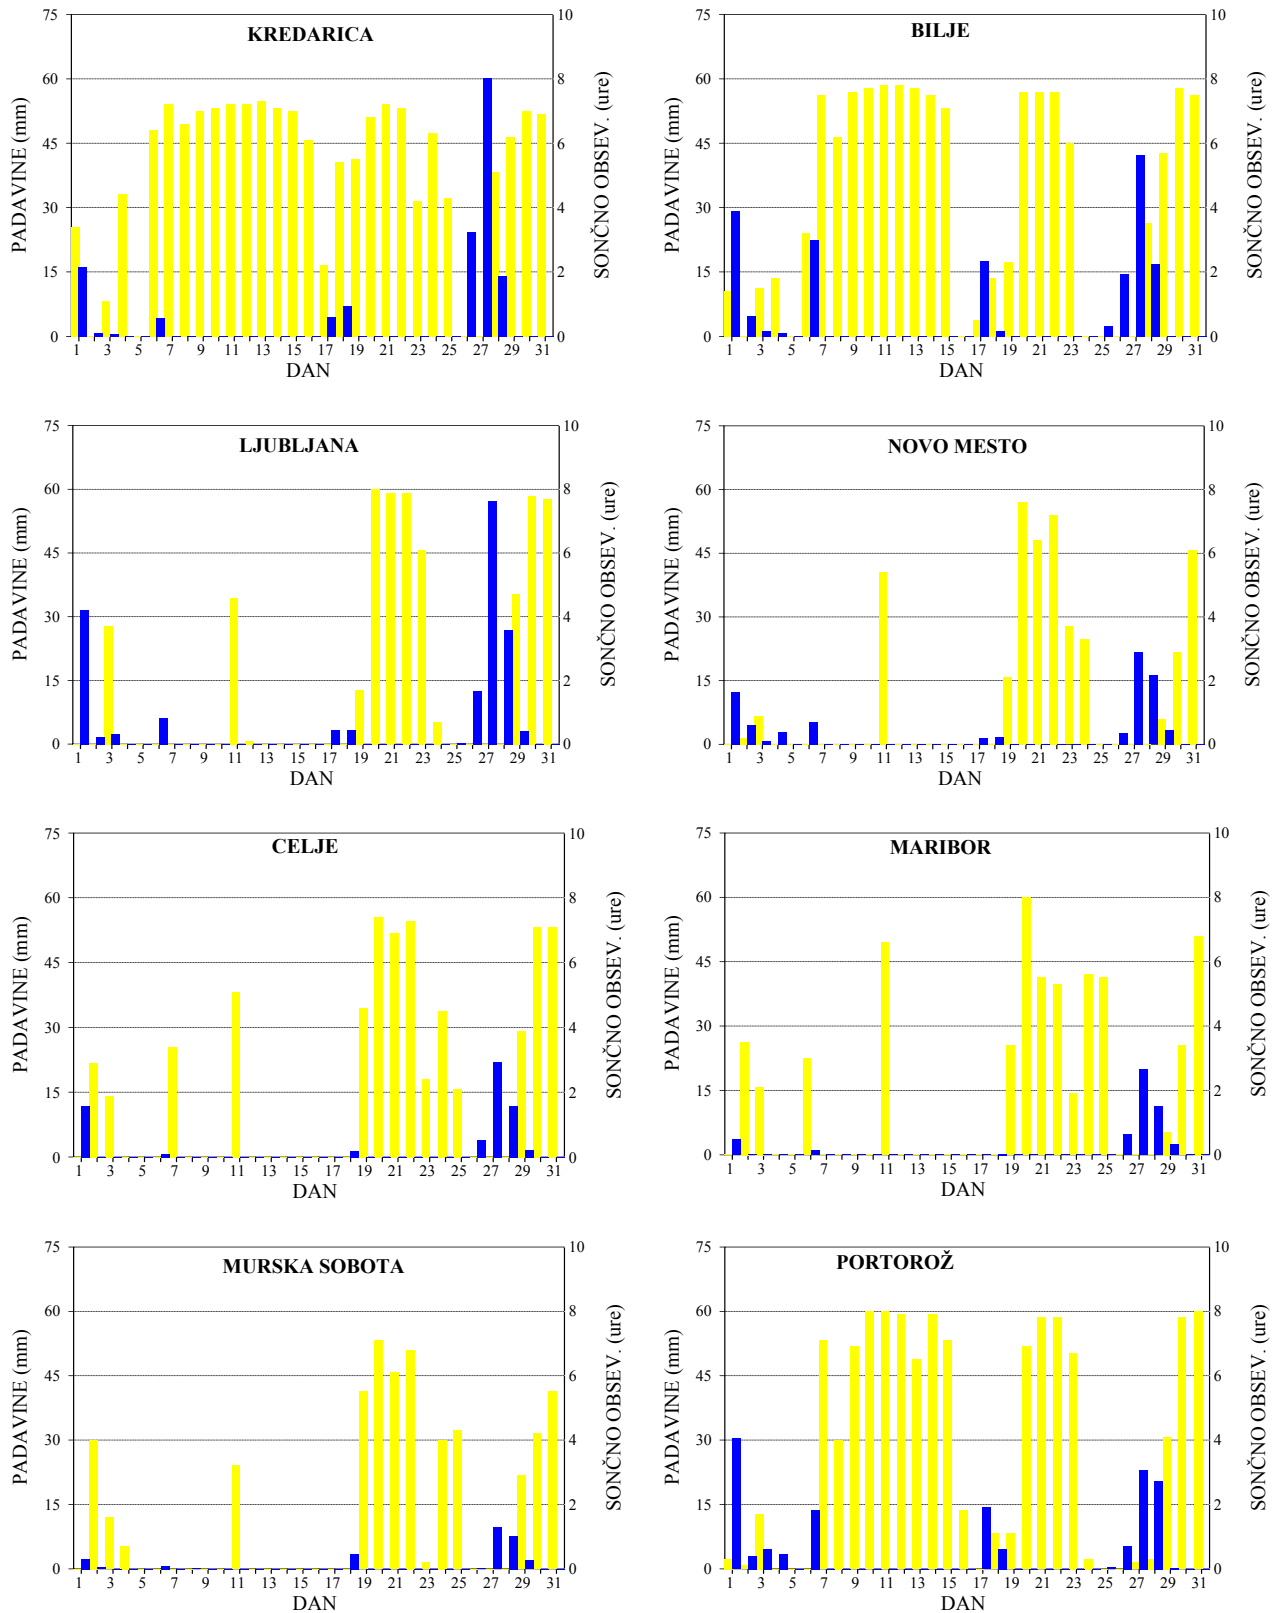 KREDARICA
75
60
45
30
15
0
10
8
6
4
2
0
PADAVINE (mm)
SONČNO OBSEV. (ure)
1 3 5 7 9 11 13 15 17 19 21 23 25 27 29 31
DAN
BILJE
75
60
45
30
15
0
10
8
6
4
2
0
PADAVINE (mm)
SONČNO OBSEV. (ure)
1 3 5 7 9 11 13 15 17 19 21 23 25 27 29 31
DAN
LJUBLJANA
75
60
45
30
15
0
10
8
6
4
2
0
PADAVINE (mm)
SONČNO OBSEV. (ure)
1 3 5 7 9 11 13 15 17 19 21 23 25 27 29 31
DAN
NOVO MESTO
75
60
45
30
15
0
10
8
6
4
2
0
PADAVINE (mm)
SONČNO OBSEV. (ure)
1 3 5 7 9 11 13 15 17 19 21 23 25 27 29 31
DAN
CELJE
75
60
45
30
15
0
10
8
6
4
2
0
PADAVINE (mm)
SONČNO OBSEV. (ure)
1 3 5 7 9 11 13 15 17 19 21 23 25 27 29 31
DAN
MARIBOR
75
60
45
30
15
0
10
8
6
4
2
0
PADAVINE (mm)
SONČNO OBSEV. (ure)
1 3 5 7 9 11 13 15 17 19 21 23 25 27 29 31
DAN
MURSKA SOBOTA
75
60
45
30
15
0
10
8
6
4
2
0
PADAVINE (mm)
SONČNO OBSEV. (ure)
1 3 5 7 9 11 13 15 17 19 21 23 25 27 29 31
DAN
PORTOROŽ
75
60
45
30
15
0
10
8
6
4
2
0
PADAVINE (mm)
SONČNO OBSEV. (ure)
1 3 5 7 9 11 13 15 17 19 21 23 25 27 29 31
DAN